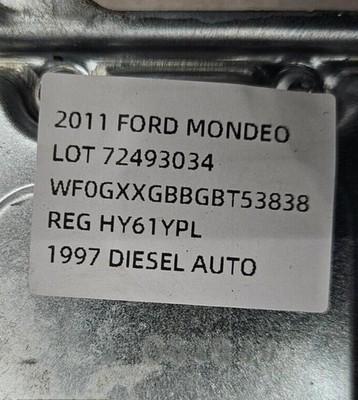 2011 FORD MONDEO
LOT 72493034
WF0GXXGBBGBT53838
REG HY61YPL
1997 DIESEL AUTO